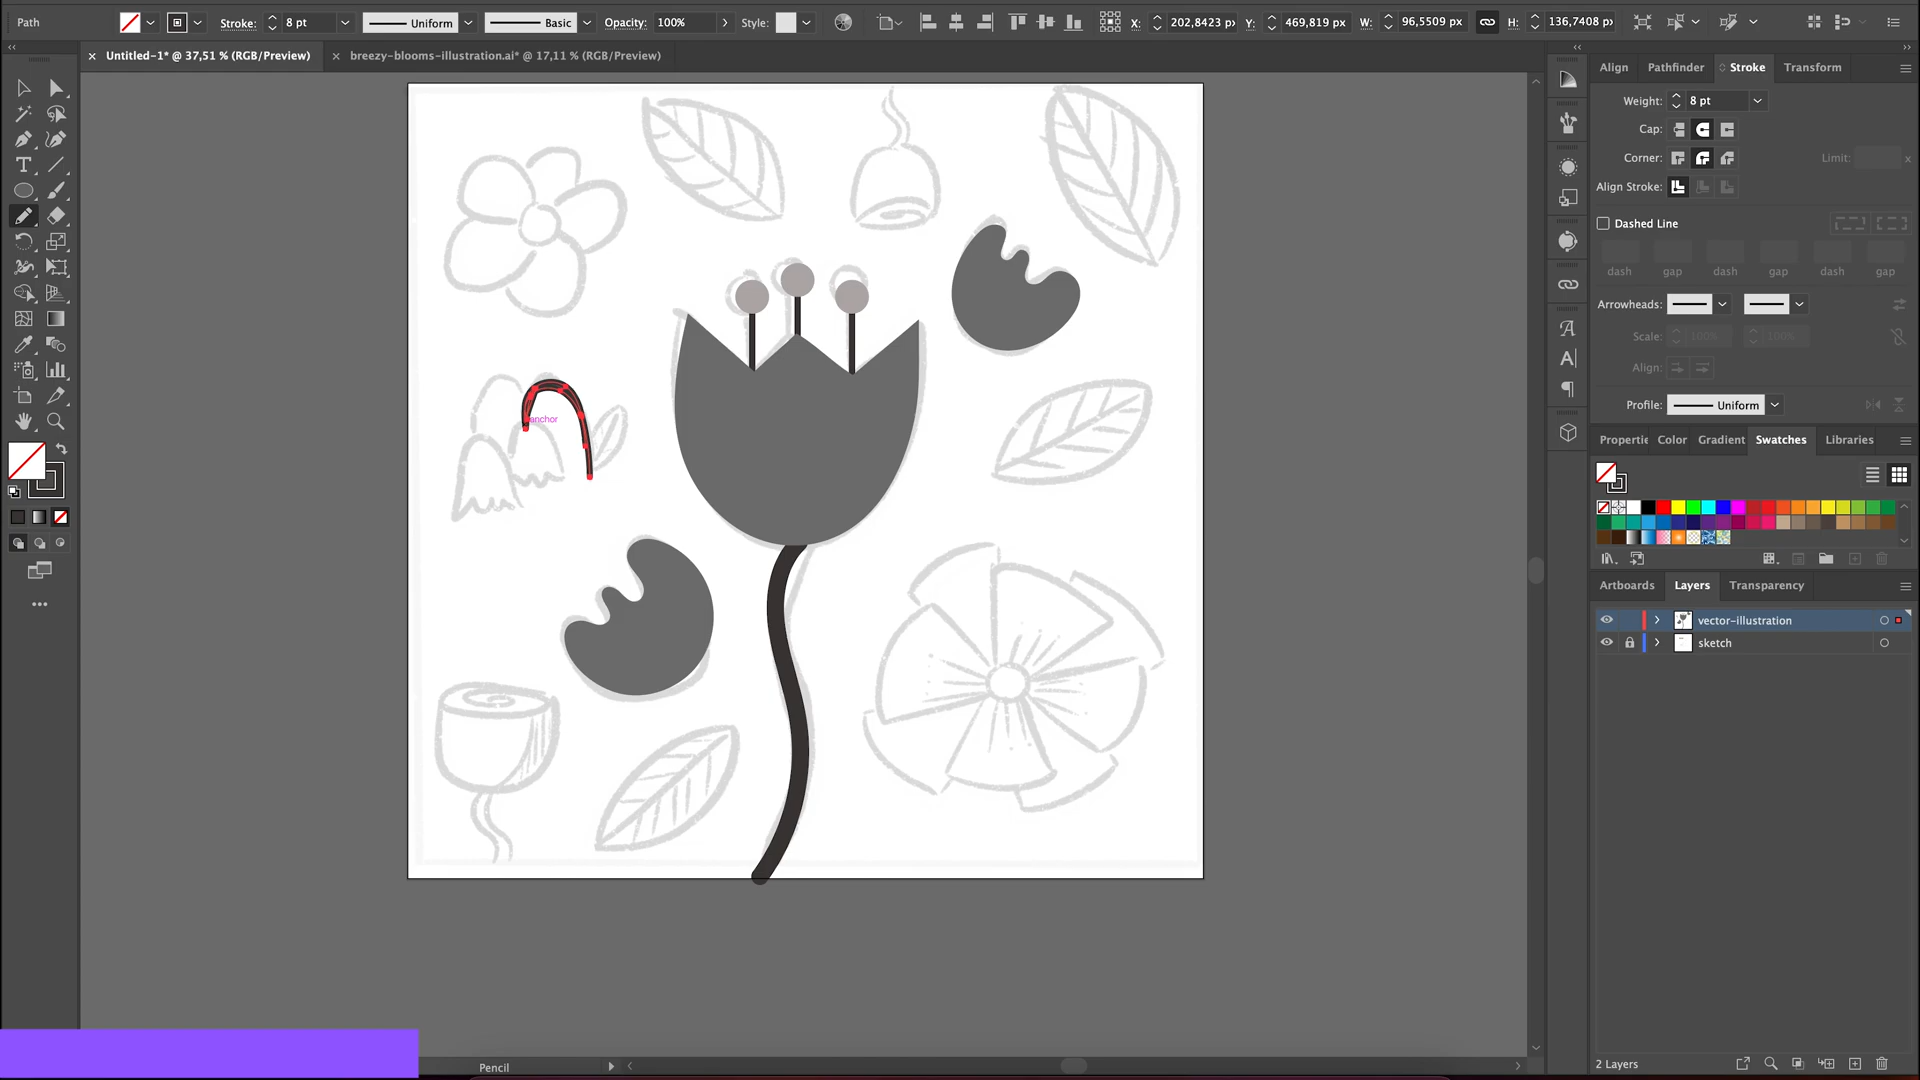 Path
Stroke:
8 pt
Uniform
Basic
Opacity:
100%
Style:
X:
202,8423 p
Y:
469,819 px
W:
96,5509 px
H:
136,7408 p
Untitled-1* @ 37,51 % (RGB/Preview)
breezy-blooms-illustration.ai* @ 17,11 % (RGB/Preview)
Align
Pathfinder
Stroke
Transform
Weight:
8 pt
Cap:
Corner:
Limit:
x
Align Stroke:
Dashed Line
dash
gap
dash
gap
dash
gap
Arrowheads:
Scale:
100%
100%
Align:
Profile:
Uniform
Properti
Color
Gradient
Swatches
Libraries
anchor
Artboards
Layers
Transparency
vector-illustration
sketch
Pencil
2 Layers